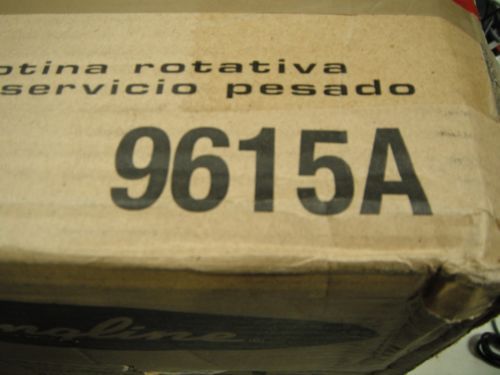 otina rotativa
servicio pesado
9615A